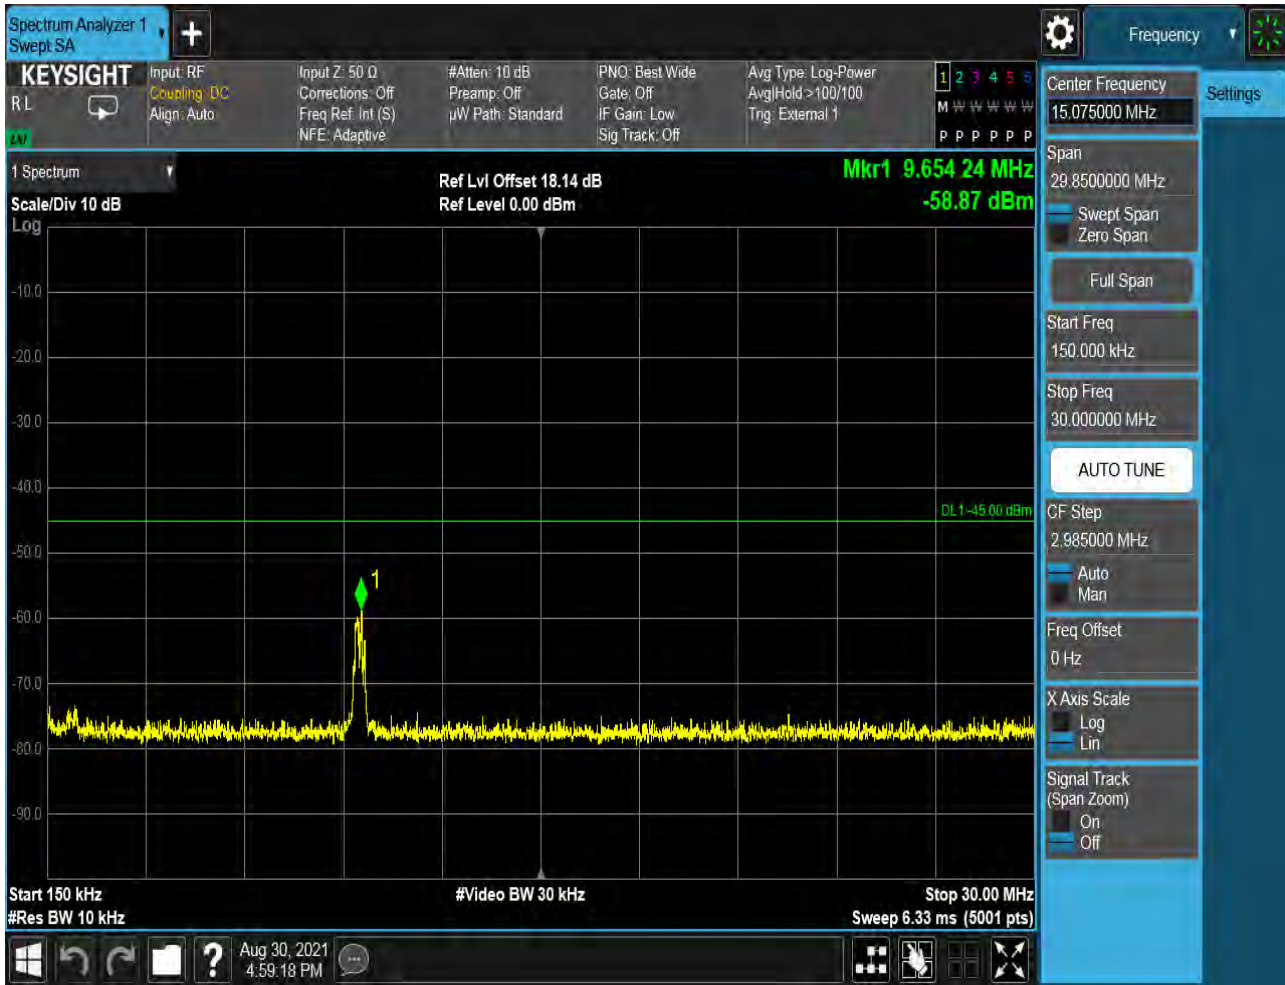 Spectrum Analyzer 1
Swept SA
Frequency
KEYSIGHT
R L
Input: RF
Coupling: DC
Align: Auto
Input Z: 50 Ω
Corrections: Off
Freq Ref: Int (S)
NFE: Adaptive
#Atten: 10 dB
Preamp: Off
µW Path: Standard
PNO: Best Wide
Gate: Off
IF Gain: Low
Sig Track: Off
Avg Type: Log-Power
Avg|Hold:>100/100
Trig: External 1
1 2 3 4 5 6
M W W W W W
P P P P P P
1 Spectrum
Scale/Div 10 dB
Ref Lvl Offset 18.14 dB
Ref Level 0.00 dBm
Mkr1 9.654 24 MHz
-58.87 dBm
Log
-10.0
-20.0
-30.0
-40.0
-50.0
-60.0
-70.0
-80.0
-90.0
DL1 -45.00 dBm
1
Start 150 kHz
#Res BW 10 kHz
#Video BW 30 kHz
Stop 30.00 MHz
Sweep 6.33 ms (5001 pts)
?
Aug 30, 2021
4:59:18 PM
Center Frequency
15.075000 MHz
Settings
Span
29.8500000 MHz
Swept Span
Zero Span
Full Span
Start Freq
150.000 kHz
Stop Freq
30.000000 MHz
AUTO TUNE
CF Step
2.985000 MHz
Auto
Man
Freq Offset
0 Hz
X Axis Scale
Log
Lin
Signal Track
(Span Zoom)
On
Off